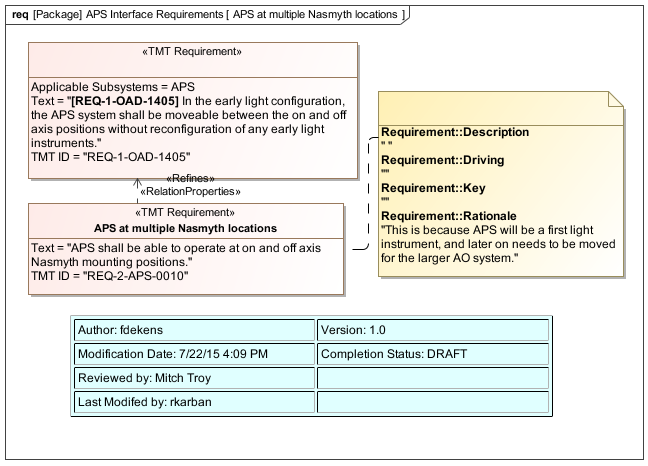 req [Package] APS Interface Requirements [ APS at multiple Nasmyth locations ]
«TMT Requirement»
Applicable Subsystems = APS
Text = "[REQ-1-OAD-1405] In the early light configuration,
the APS system shall be moveable between the on and off
axis positions without reconfiguration of any early light
instruments."
TMT ID = "REQ-1-OAD-1405"
«Refines»
«RelationProperties»
«TMT Requirement»
APS at multiple Nasmyth locations
Text = "APS shall be able to operate at on and off axis
Nasmyth mounting positions."
TMT ID = "REQ-2-APS-0010"
Requirement::Description
" "
Requirement::Driving
""
Requirement::Key
""
Requirement::Rationale
"This is because APS will be a first light
instrument, and later on needs to be moved
for the larger AO system."
Author: fdekens
Version: 1.0
Modification Date: 7/22/15 4:09 PM
Completion Status: DRAFT
Reviewed by: Mitch Troy
Last Modifed by: rkarban